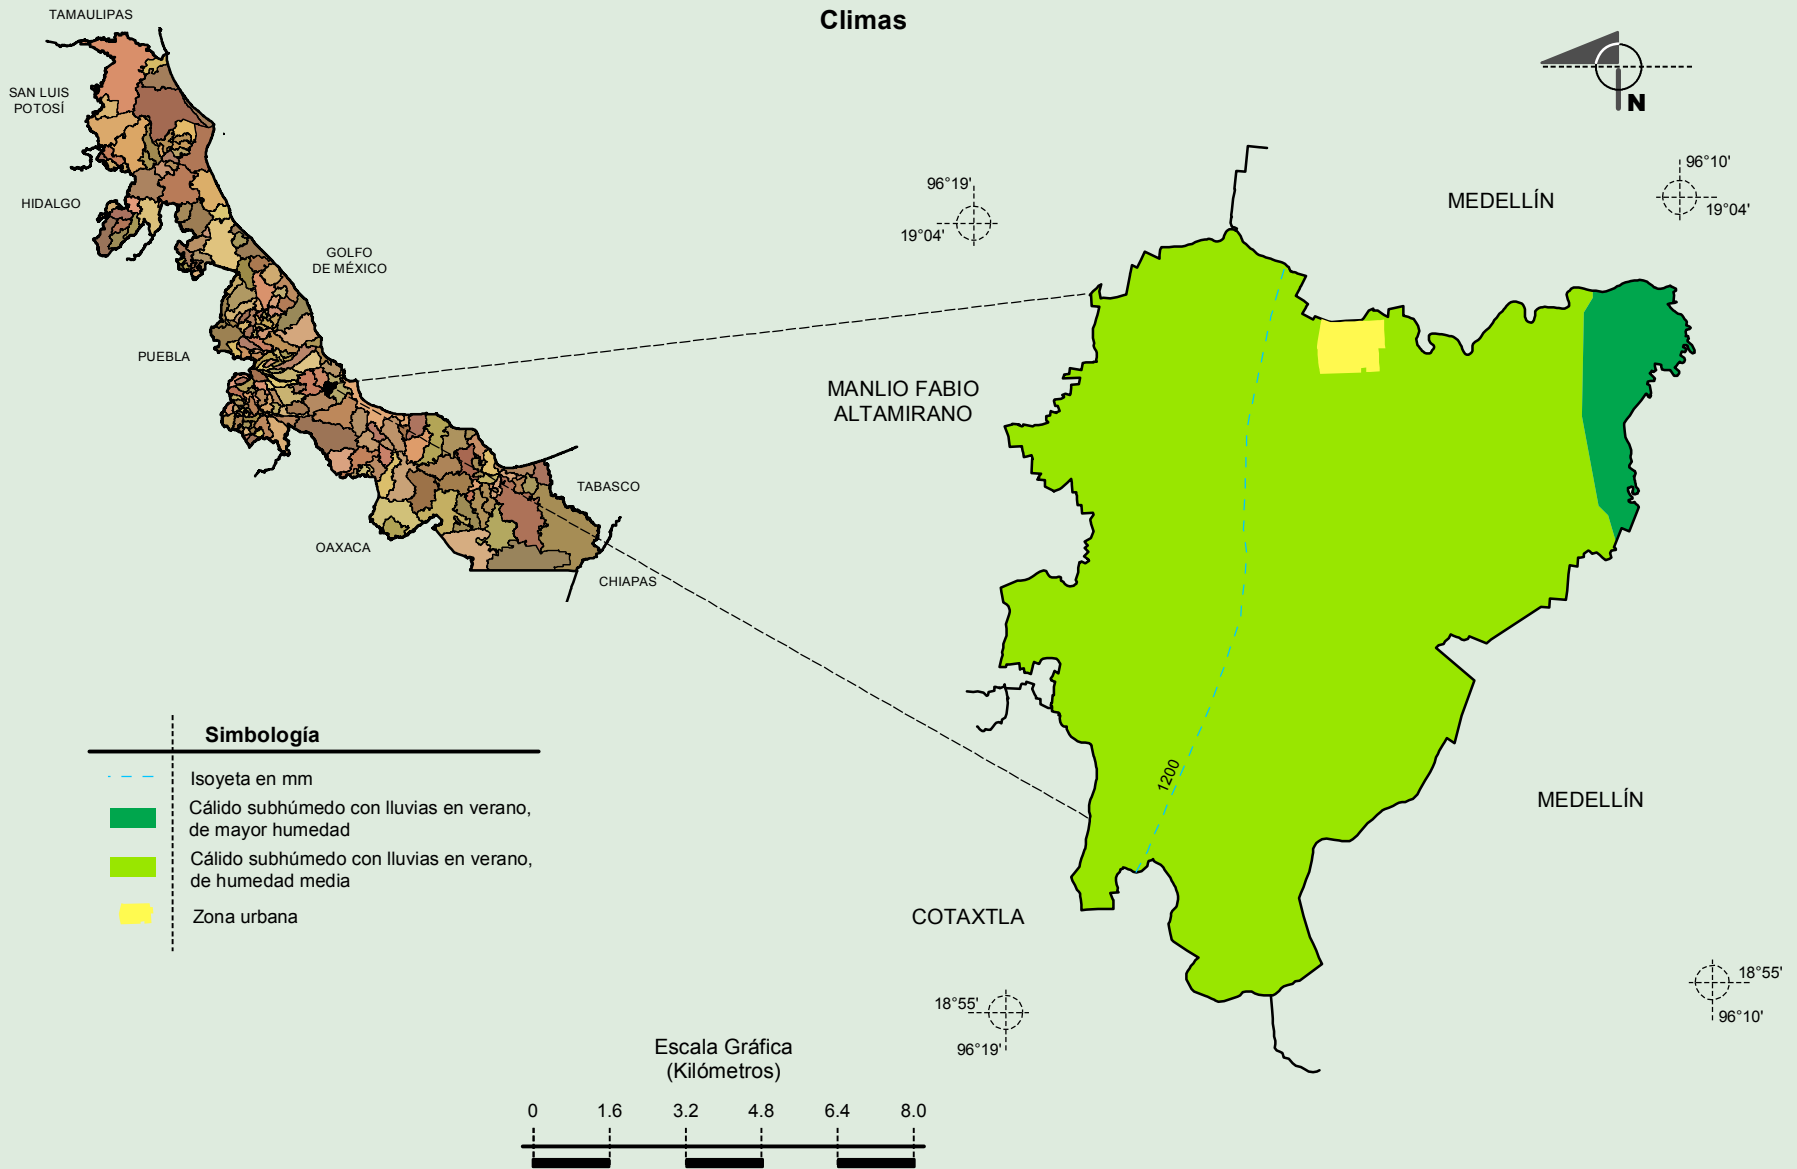 Climas
TAMAULIPAS
SAN LUIS
POTOSÍ
HIDALGO
GOLFO
DE MÉXICO
PUEBLA
TABASCO
OAXACA
CHIAPAS
N
96°19'
19°04'
MEDELLÍN
96°10'
19°04'
MANLIO FABIO
ALTAMIRANO
1200
MEDELLÍN
COTAXTLA
18°55'
96°19'
18°55'
96°10'
Simbología
Isoyeta en mm
Cálido subhúmedo con lluvias en verano,
de mayor humedad
Cálido subhúmedo con lluvias en verano,
de humedad media
Zona urbana
Escala Gráfica
(Kilómetros)
0 1.6 3.2 4.8 6.4 8.0